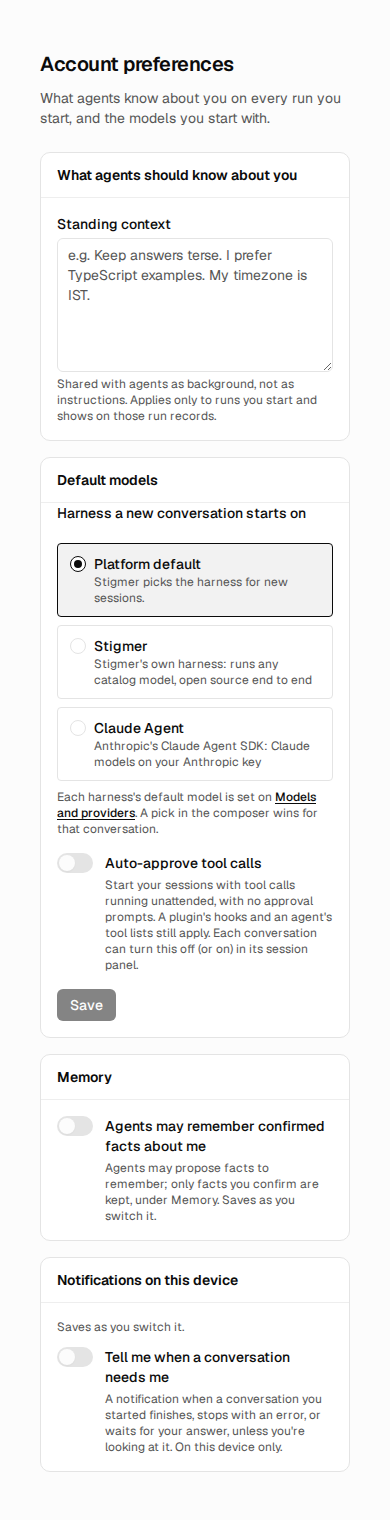 Account preferences
What agents know about you on every run you
start, and the models you start with.
What agents should know about you
Standing context
e.g. Keep answers terse. I prefer
TypeScript examples. My timezone is
IST.
Shared with agents as background, not as
instructions. Applies only to runs you start and
shows on those run records.
Default models
Harness a new conversation starts on
Platform default
Stigmer picks the harness for new
sessions.
Stigmer
Stigmer's own harness: runs any
catalog model, open source end to end
Claude Agent
Anthropic's Claude Agent SDK: Claude
models on your Anthropic key
Each harness's default model is set on Models
and providers. A pick in the composer wins for
that conversation.
Auto-approve tool calls
Start your sessions with tool calls
running unattended, with no approval
prompts. A plugin's hooks and an agent's
tool lists still apply. Each conversation
can turn this off (or on) in its session
panel.
Save
Memory
Agents may remember confirmed
facts about me
Agents may propose facts to
remember; only facts you confirm are
kept, under Memory. Saves as you
switch it.
Notifications on this device
Saves as you switch it.
Tell me when a conversation
needs me
A notification when a conversation you
started finishes, stops with an error, or
waits for your answer, unless you're
looking at it. On this device only.